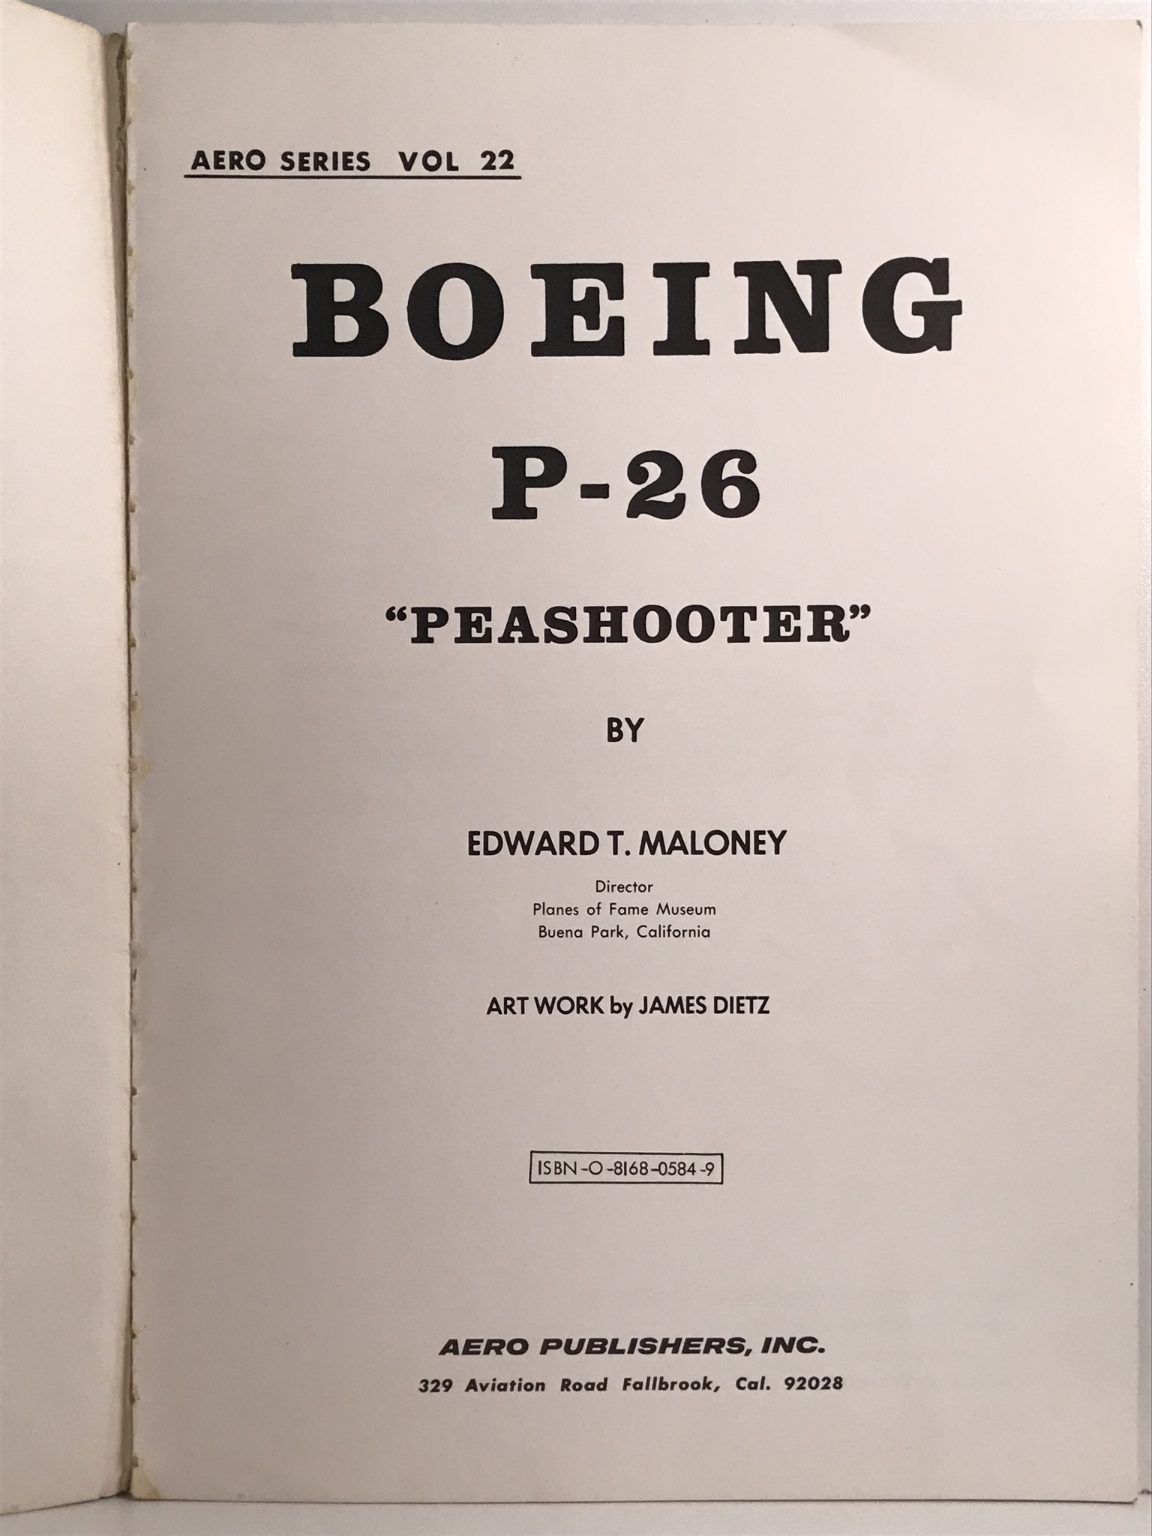 AERO SERIES VOL 22
BOEING
P-26
“PEASHOOTER”
BY
EDWARD T. MALONEY
Director
Planes of Fame Museum
Buena Park, California
ART WORK by JAMES DIETZ
ISBN-O-8168-0584-9
AERO PUBLISHERS, INC.
329 Aviation Road Fallbrook, Cal. 92028